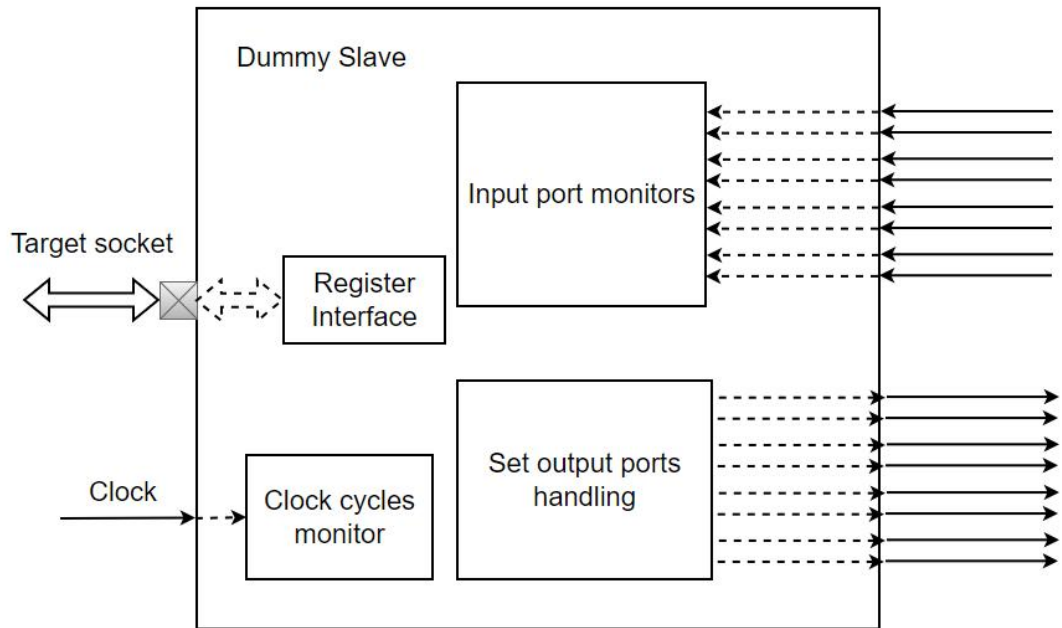 Dummy Slave
Input port monitors
Target socket
Register
Interface
Set output ports
handling
Clock
Clock cycles
monitor